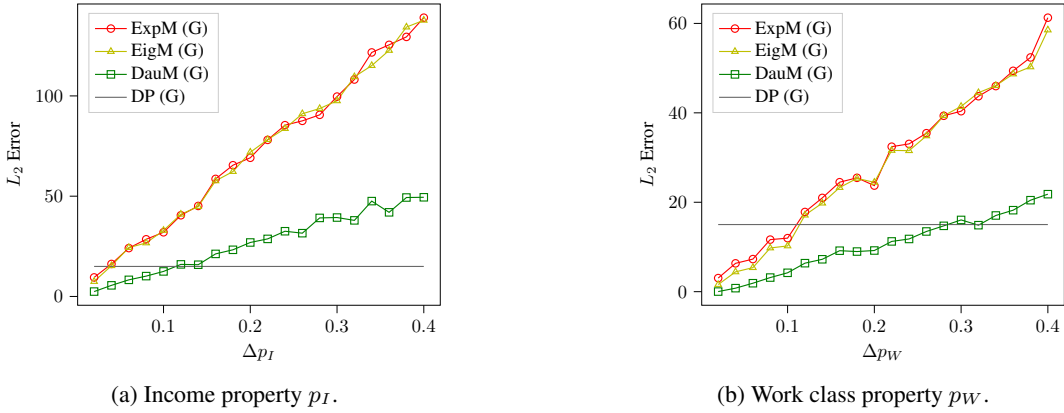 ExpM (G)
EigM (G)
DauM (G)
DP (G)
100
50
0
L2 Error
0.1
0.2
0.3
0.4
ΔpI
(a) Income property pI.
ExpM (G)
EigM (G)
DauM (G)
DP (G)
60
40
20
0
L2 Error
0.1
0.2
0.3
0.4
ΔpW
(b) Work class property pW.